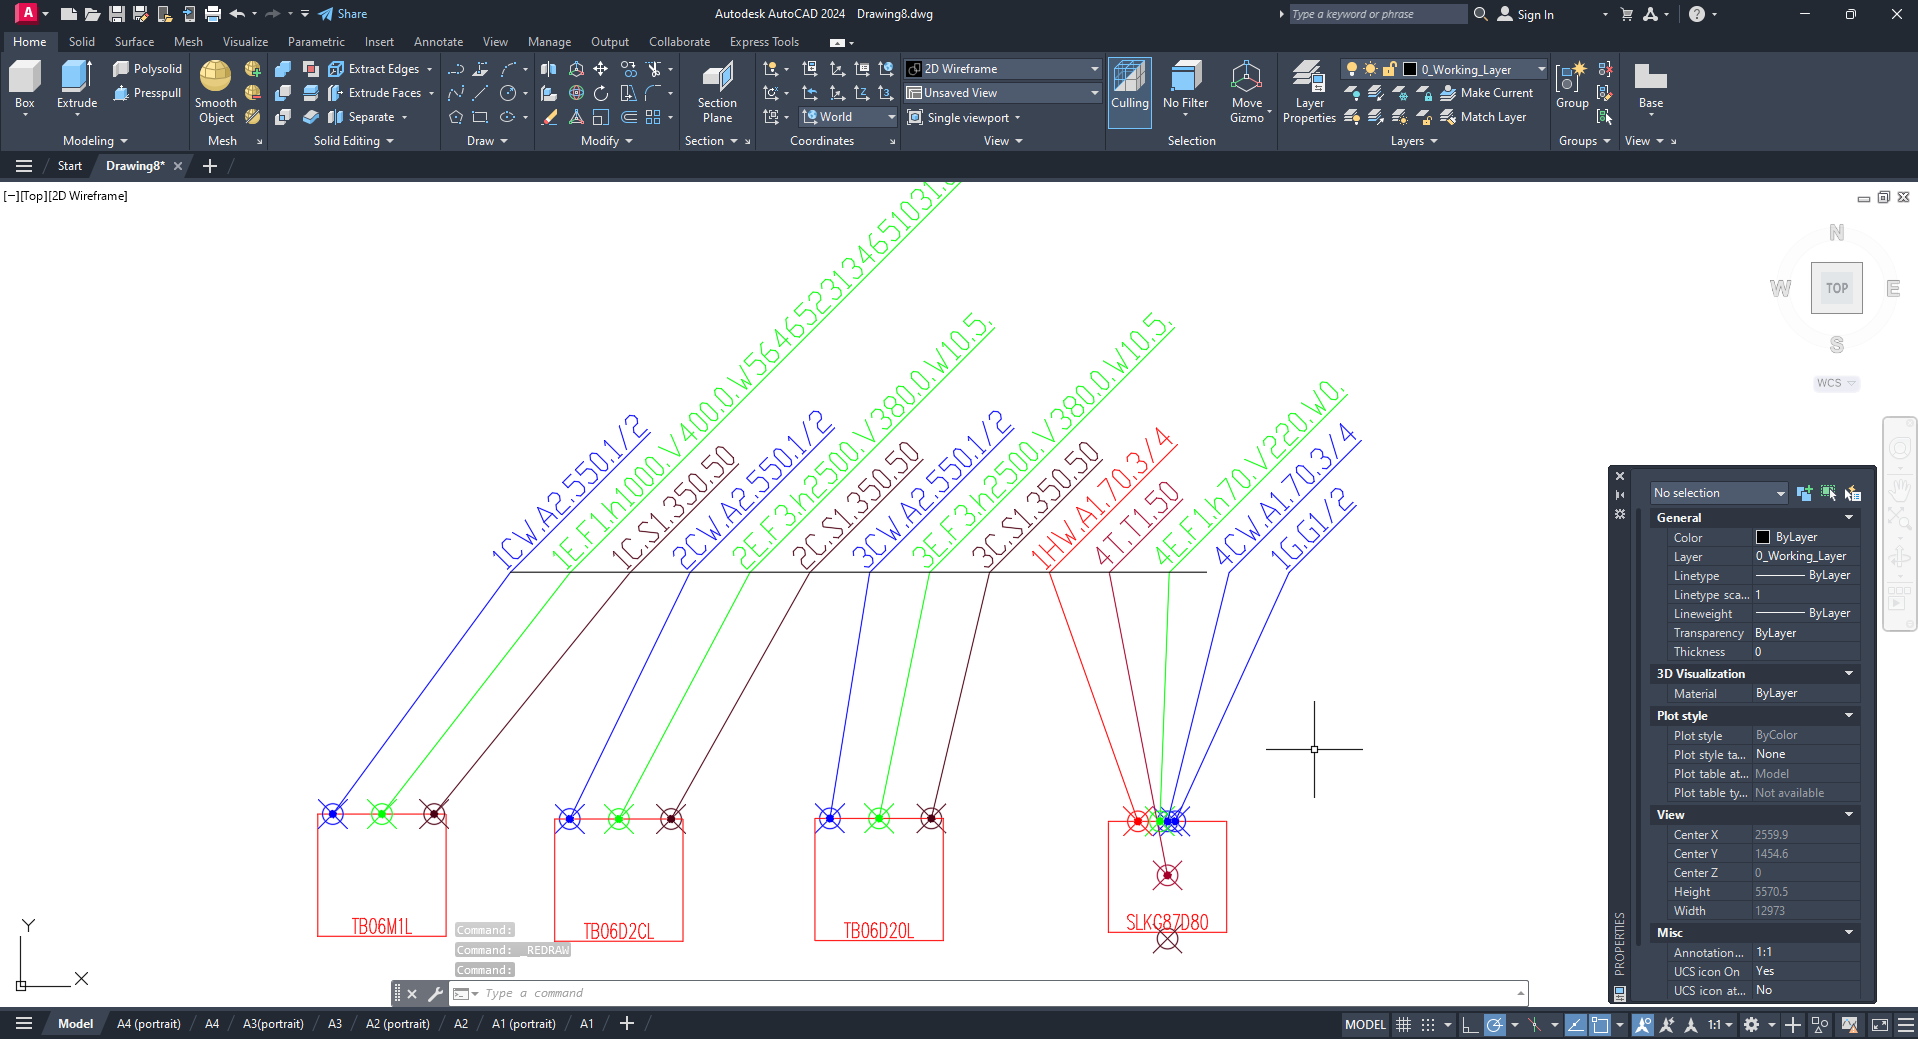 Share
Autodesk AutoCAD 2024 Drawing8.dwg
Type a keyword or phrase
Sign In
Home Solid Surface Mesh Visualize Parametric Insert Annotate View Manage Output Collaborate Express Tools
Box
Extrude
Polysolid
Presspull
Modeling
Smooth Object
Mesh
Extract Edges
Extrude Faces
Separate
Solid Editing
Draw
Modify
Section Plane
Section
World
Coordinates
2D Wireframe
Unsaved View
Single viewport
View
Culling
No Filter
Move Gizmo
Selection
Layer Properties
0_Working_Layer
Make Current
Match Layer
Layers
Group
Groups
Base
View
Start Drawing8*
[−][Top][2D Wireframe]
N
W TOP E
S
WCS
1CW.A2.550.1/2
1C.S1.350.50
2CW.A2.550.1/2
2E.F3.h2500.V380.0.W10.5.
2C.S1.350.50
3CW.A2.550.1/2
3E.F3.h2500.V380.0.W10.5.
3C.S1.350.50
1HW.A1.70.3/4
4T.T1.50
4E.F1.h70.V220.W0.
4CW.A1.70.3/4
1G.G1/2
TB06M1L
TB06D2CL
TB06D20L
SLKG87D80
Y
X
Command:
Command: _REDRAW
Command:
Type a command
PROPERTIES
No selection
General
Color ByLayer
Layer 0_Working_Layer
Linetype ByLayer
Linetype sca... 1
Lineweight ByLayer
Transparency ByLayer
Thickness 0
3D Visualization
Material ByLayer
Plot style
Plot style ByColor
Plot style ta... None
Plot table at... Model
Plot table ty... Not available
View
Center X 2559.9
Center Y 1454.6
Center Z 0
Height 5570.5
Width 12973
Misc
Annotation... 1:1
UCS icon On Yes
UCS icon at... No
Model A4 (portrait) A4 A3(portrait) A3 A2 (portrait) A2 A1 (portrait) A1
MODEL
1:1